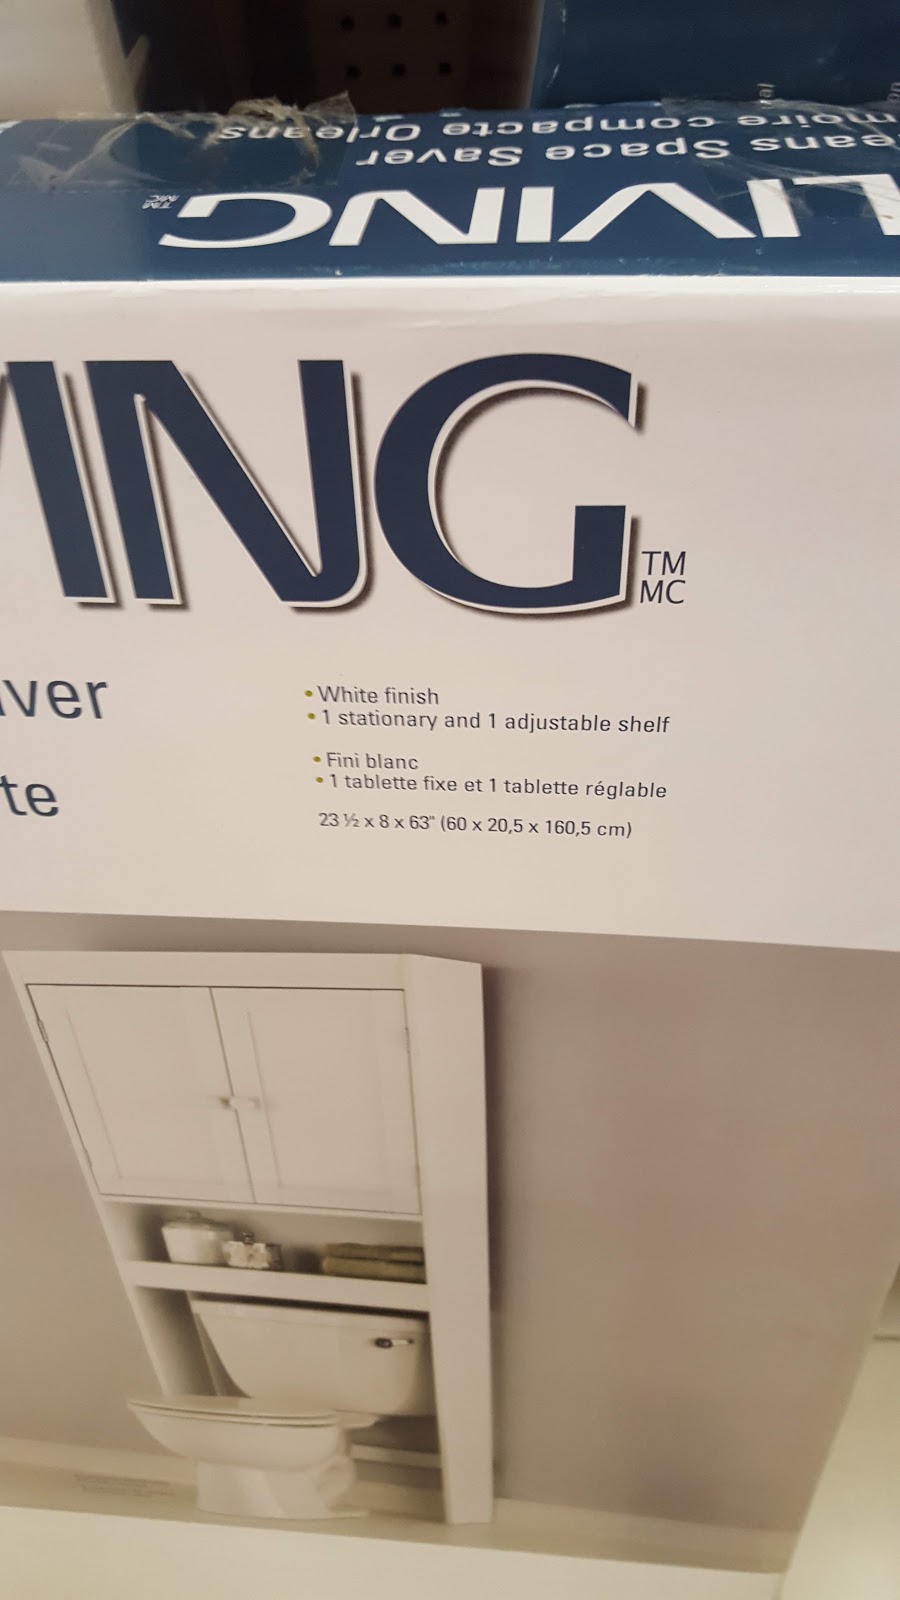 moire compacte Orleans
eans Space Saver
LIVING
TM
MC
ING
TM
MC
ver
te
• White finish
• 1 stationary and 1 adjustable shelf
• Fini blanc
• 1 tablette fixe et 1 tablette réglable
23 ½ x 8 x 63" (60 x 20,5 x 160,5 cm)